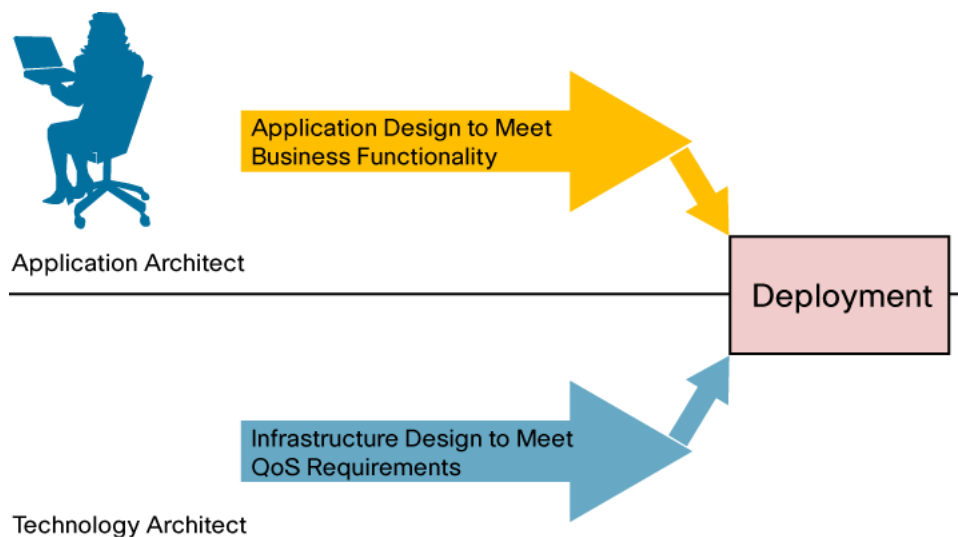 Application Design to Meet
Business Functionality
Application Architect
Deployment
Infrastructure Design to Meet
QoS Requirements
Technology Architect